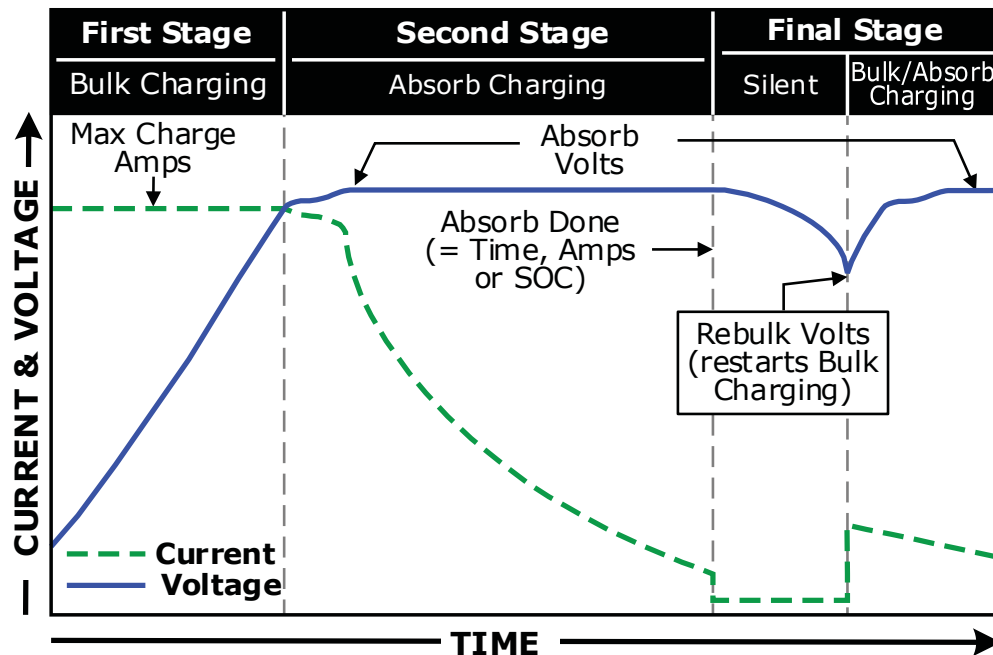 First Stage
Second Stage
Final Stage
Bulk Charging
Absorb Charging
Silent
Bulk/Absorb
Charging
Max Charge
Amps
Absorb
Volts
Absorb Done
(= Time, Amps
or SOC)
Rebulk Volts
(restarts Bulk
Charging)
CURRENT & VOLTAGE
Current
Voltage
TIME